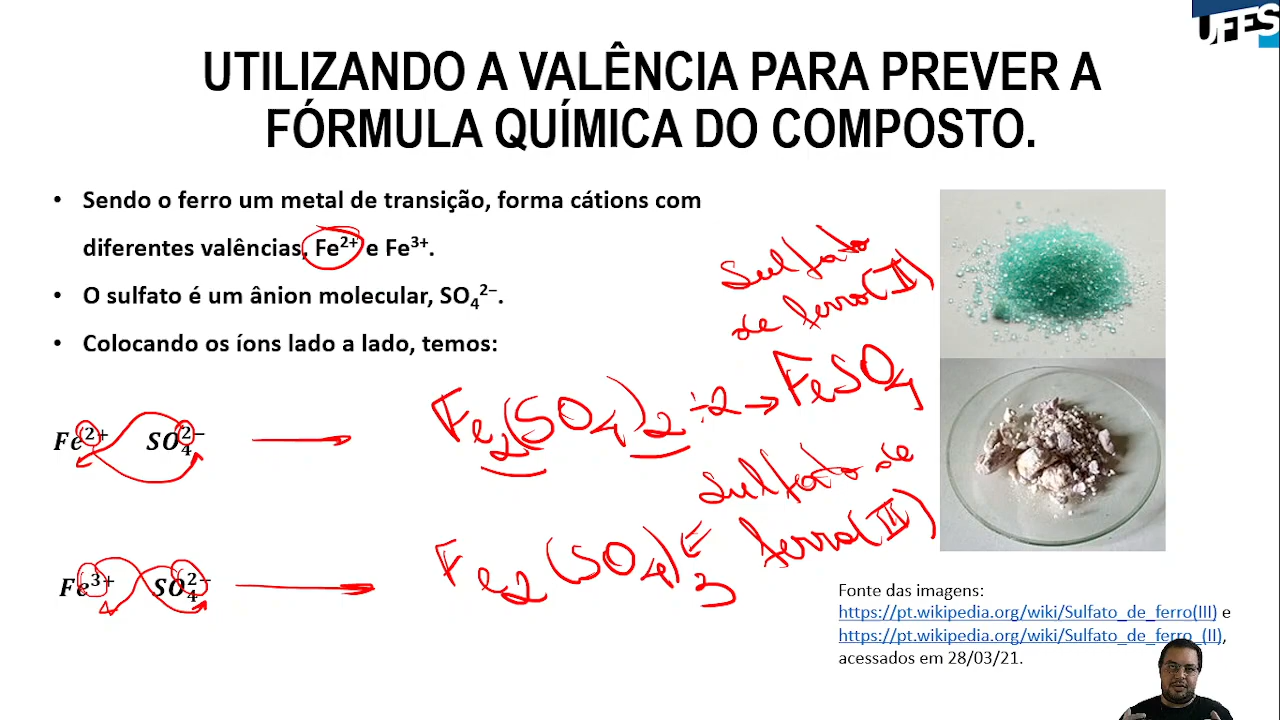 UFES
UTILIZANDO A VALÊNCIA PARA PREVER A
FÓRMULA QUÍMICA DO COMPOSTO.
• Sendo o ferro um metal de transição, forma cátions com
diferentes valências, Fe²⁺ e Fe³⁺.
• O sulfato é um ânion molecular, SO₄²⁻.
• Colocando os íons lado a lado, temos:
Sulfato
de ferro(II)
Fe²⁺ SO₄²⁻ → Fe₂(SO₄)₂ ÷2 → FeSO₄
Sulfato de
ferro(III)
Fe³⁺ SO₄²⁻ → Fe₂(SO₄)₃
Fonte das imagens:
https://pt.wikipedia.org/wiki/Sulfato_de_ferro(III) e
https://pt.wikipedia.org/wiki/Sulfato_de_ferro_(II),
acessados em 28/03/21.